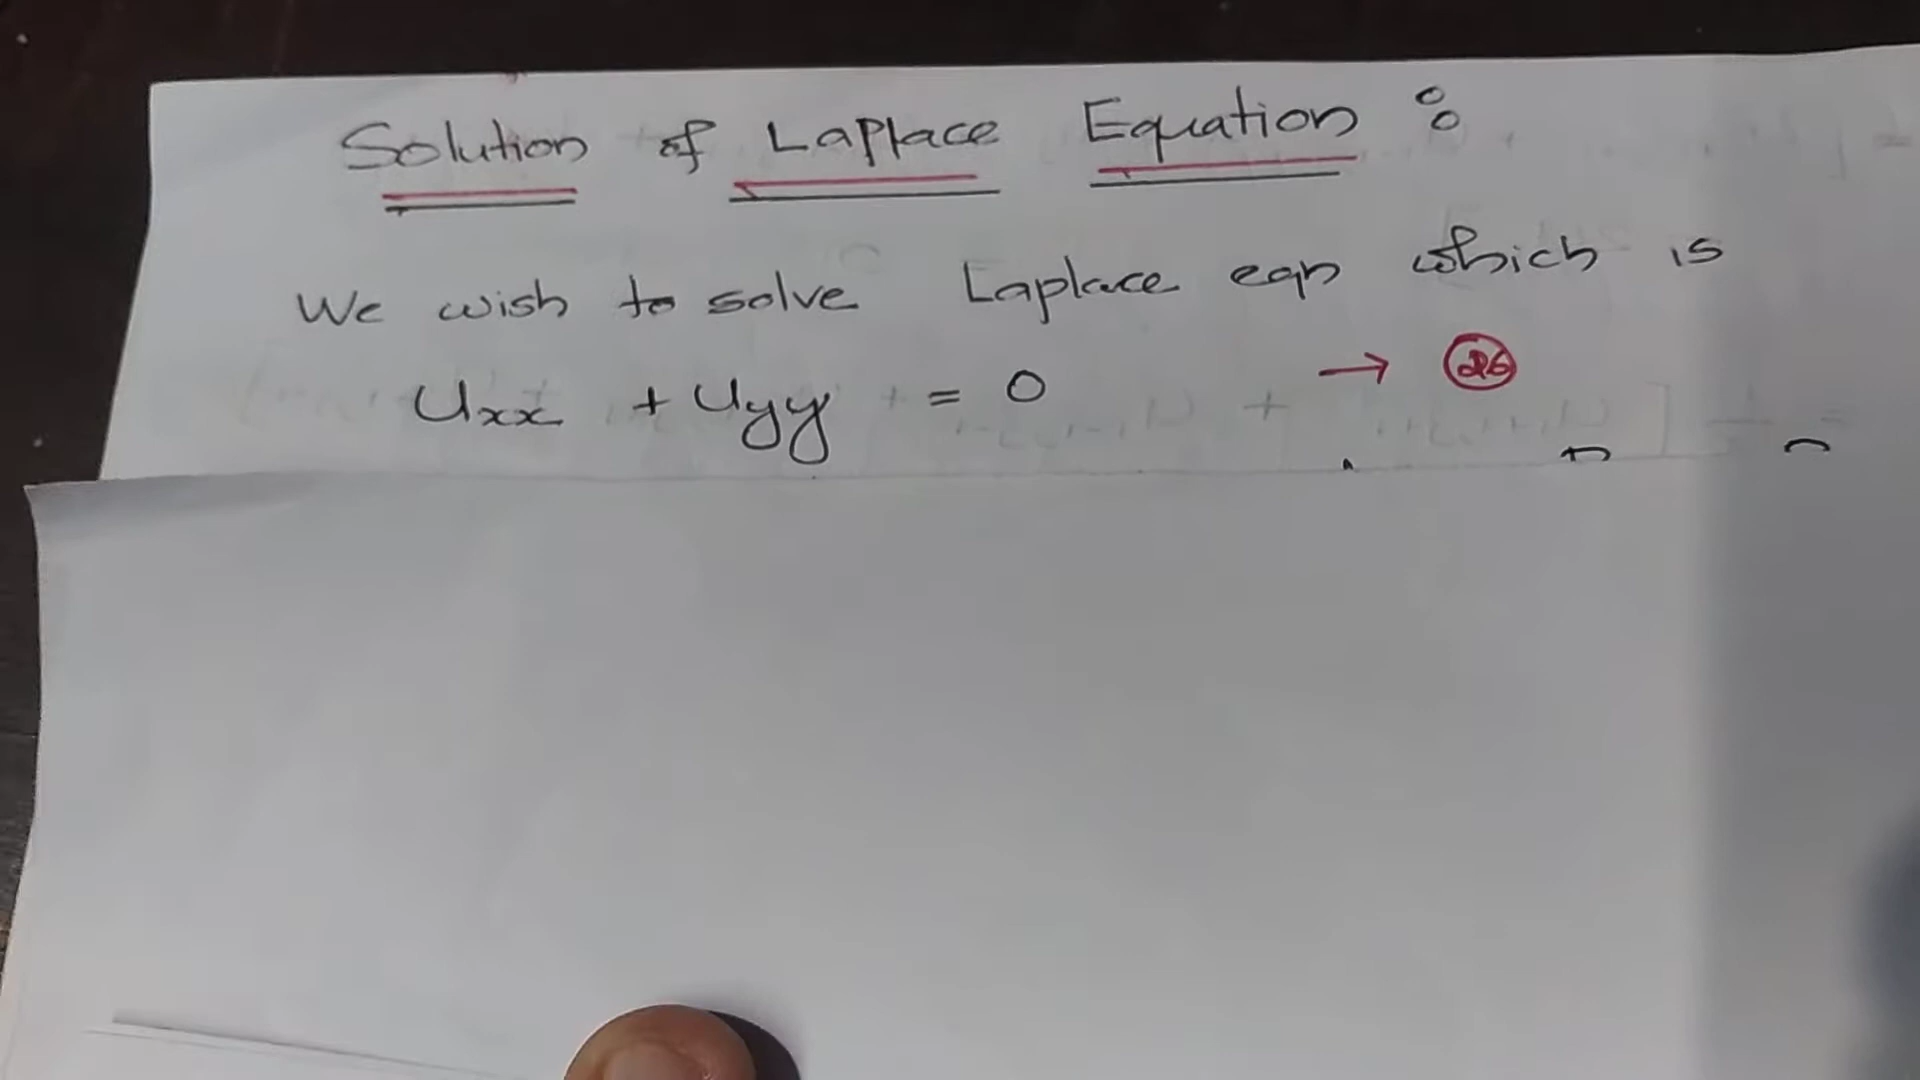 Solution of Laplace Equation :
We wish to solve Laplace eqn which is
Uxx + Uyy = 0 → 26